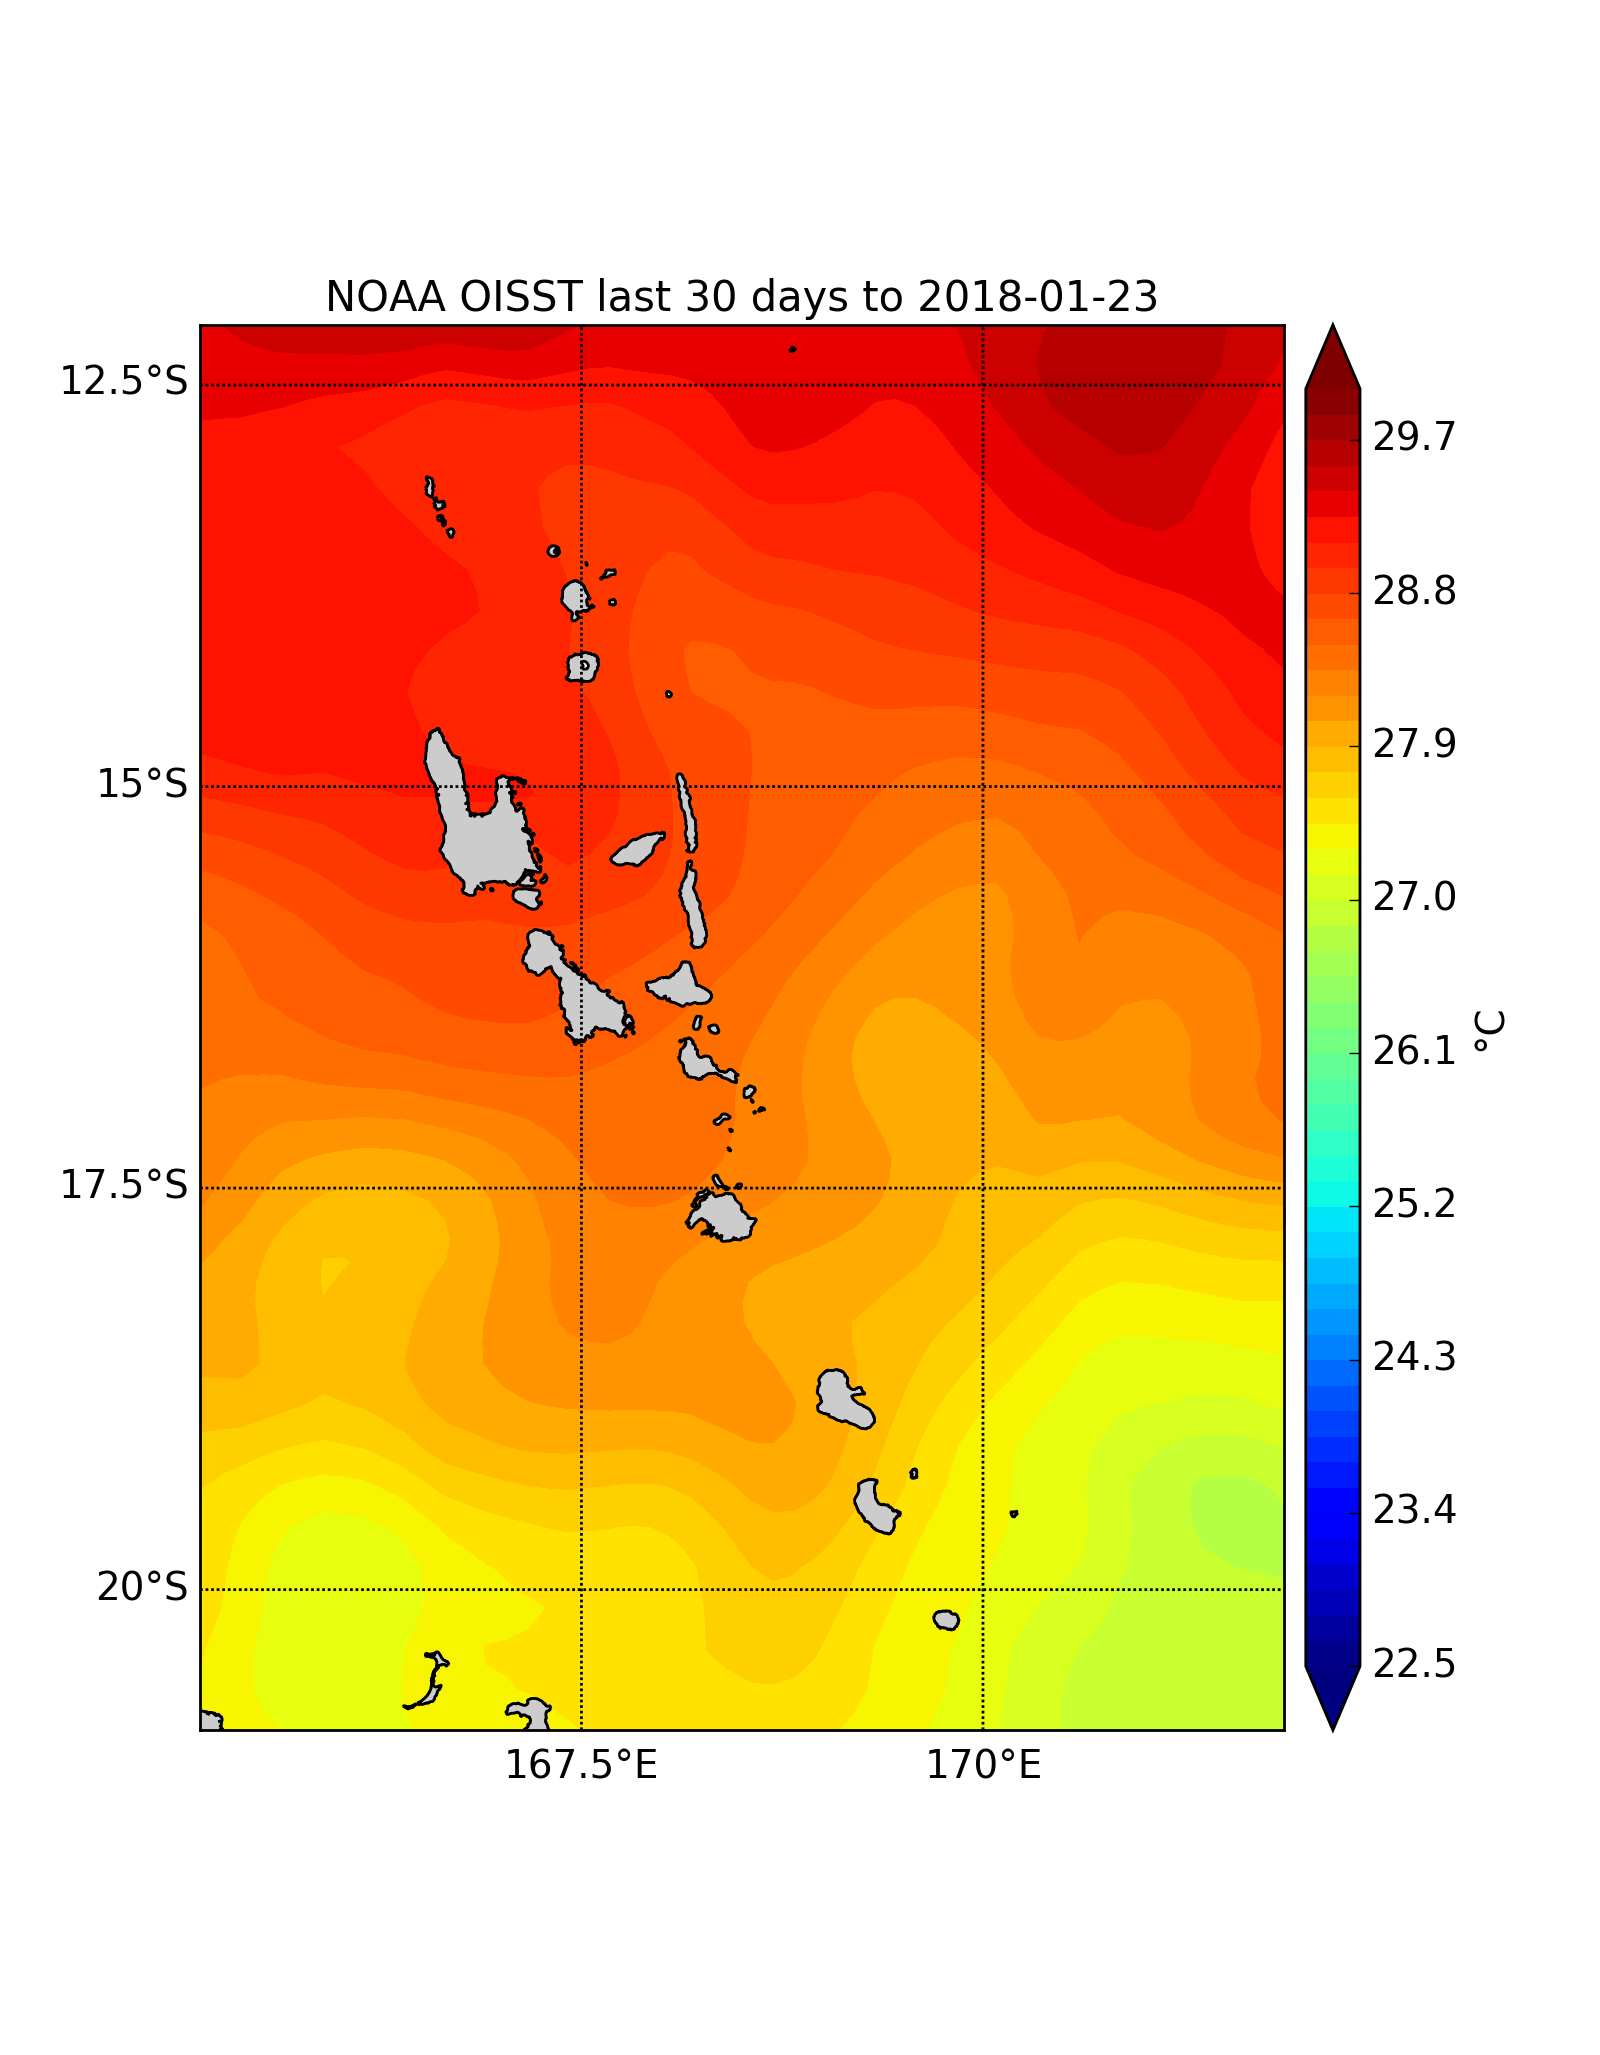 NOAA OISST last 30 days to 2018-01-23
12.5°S
15°S
17.5°S
20°S
167.5°E
170°E
29.7
28.8
27.9
27.0
26.1
25.2
24.3
23.4
22.5
°C